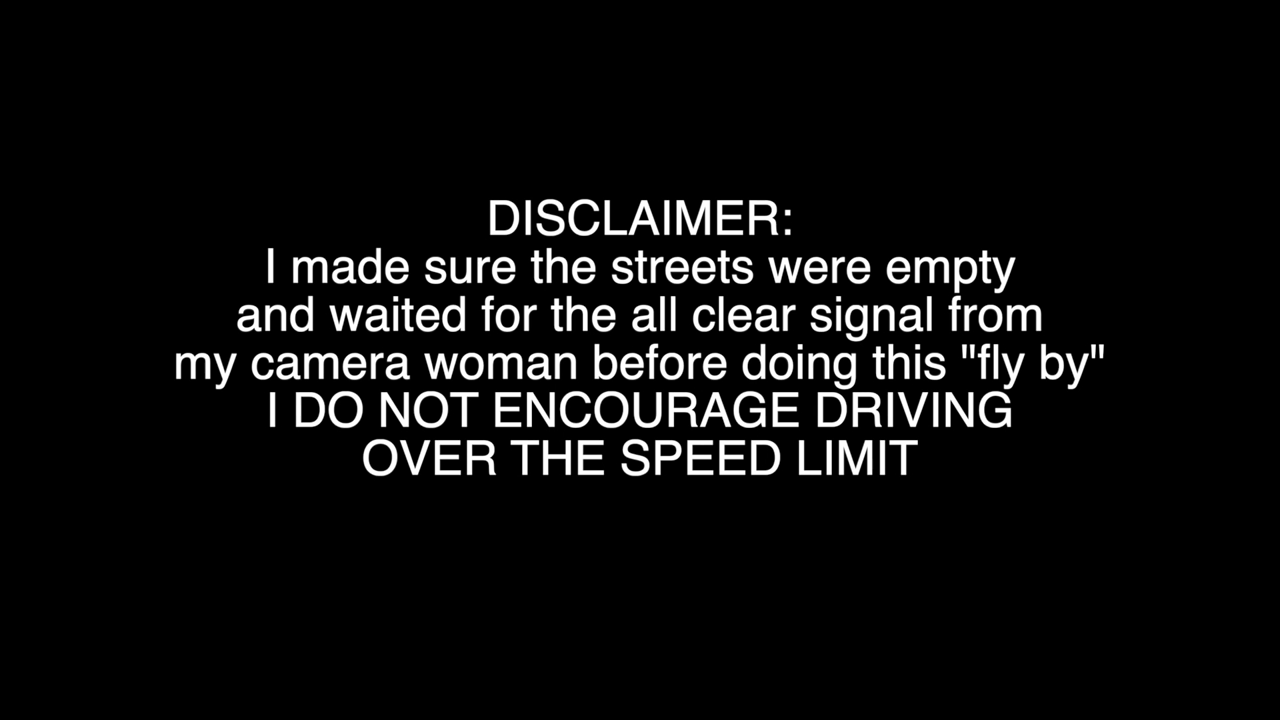 DISCLAIMER:
I made sure the streets were empty
and waited for the all clear signal from
my camera woman before doing this "fly by"
I DO NOT ENCOURAGE DRIVING
OVER THE SPEED LIMIT